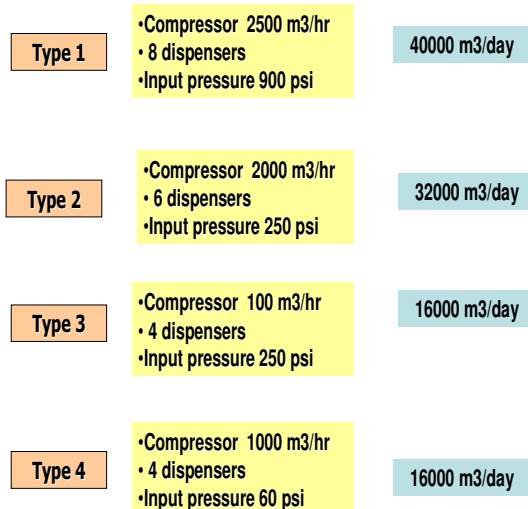 •Compressor 2500 m3/hr
Type 1
• 8 dispensers
40000 m3/day
•Input pressure 900 psi
•Compressor 2000 m3/hr
Type 2
• 6 dispensers
32000 m3/day
•Input pressure 250 psi
•Compressor 100 m3/hr
Type 3
• 4 dispensers
16000 m3/day
•Input pressure 250 psi
•Compressor 1000 m3/hr
Type 4
• 4 dispensers
16000 m3/day
•Input pressure 60 psi